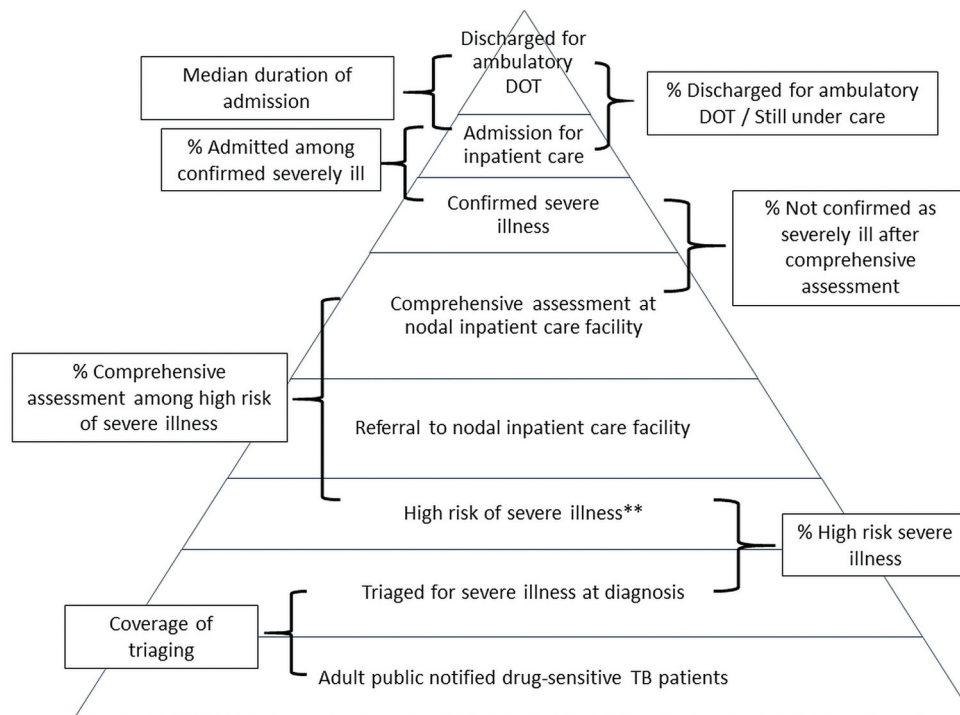 Discharged for
ambulatory
DOT
Median duration of
admission
% Discharged for ambulatory
DOT / Still under care
Admission for
inpatient care
% Admitted among
confirmed severely ill
Confirmed severe
illness
% Not confirmed as
severely ill after
comprehensive
assessment
Comprehensive assessment at
nodal inpatient care facility
% Comprehensive
assessment among high risk
of severe illness
Referral to nodal inpatient care facility
High risk of severe illness**
% High risk severe
illness
Triaged for severe illness at diagnosis
Coverage of
triaging
Adult public notified drug-sensitive TB patients